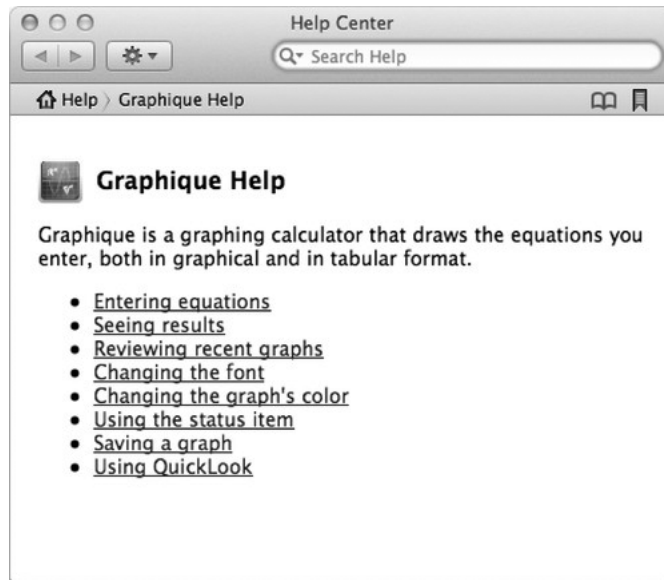 Help Center
Search Help
Help 〉 Graphique Help
Graphique Help
Graphique is a graphing calculator that draws the equations you
enter, both in graphical and in tabular format.
• Entering equations
• Seeing results
• Reviewing recent graphs
• Changing the font
• Changing the graph's color
• Using the status item
• Saving a graph
• Using QuickLook